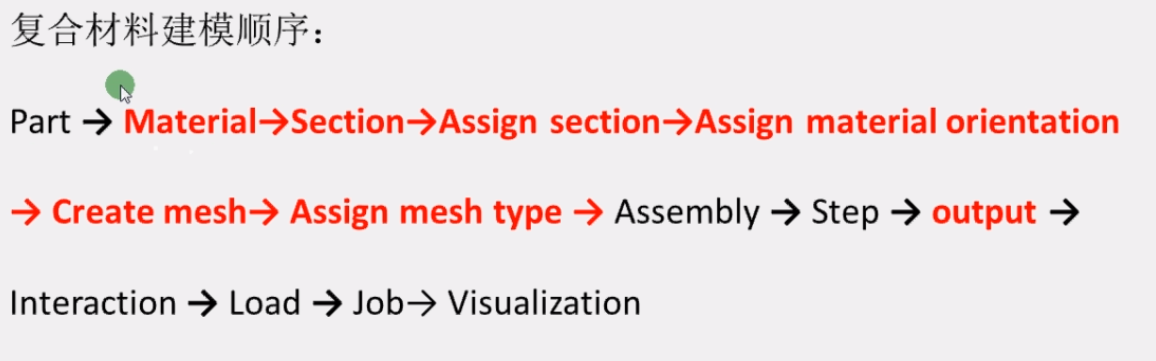 复合材料建模顺序：
Part → Material→Section→Assign section→Assign material orientation
→ Create mesh→ Assign mesh type → Assembly → Step → output →
Interaction → Load → Job→ Visualization